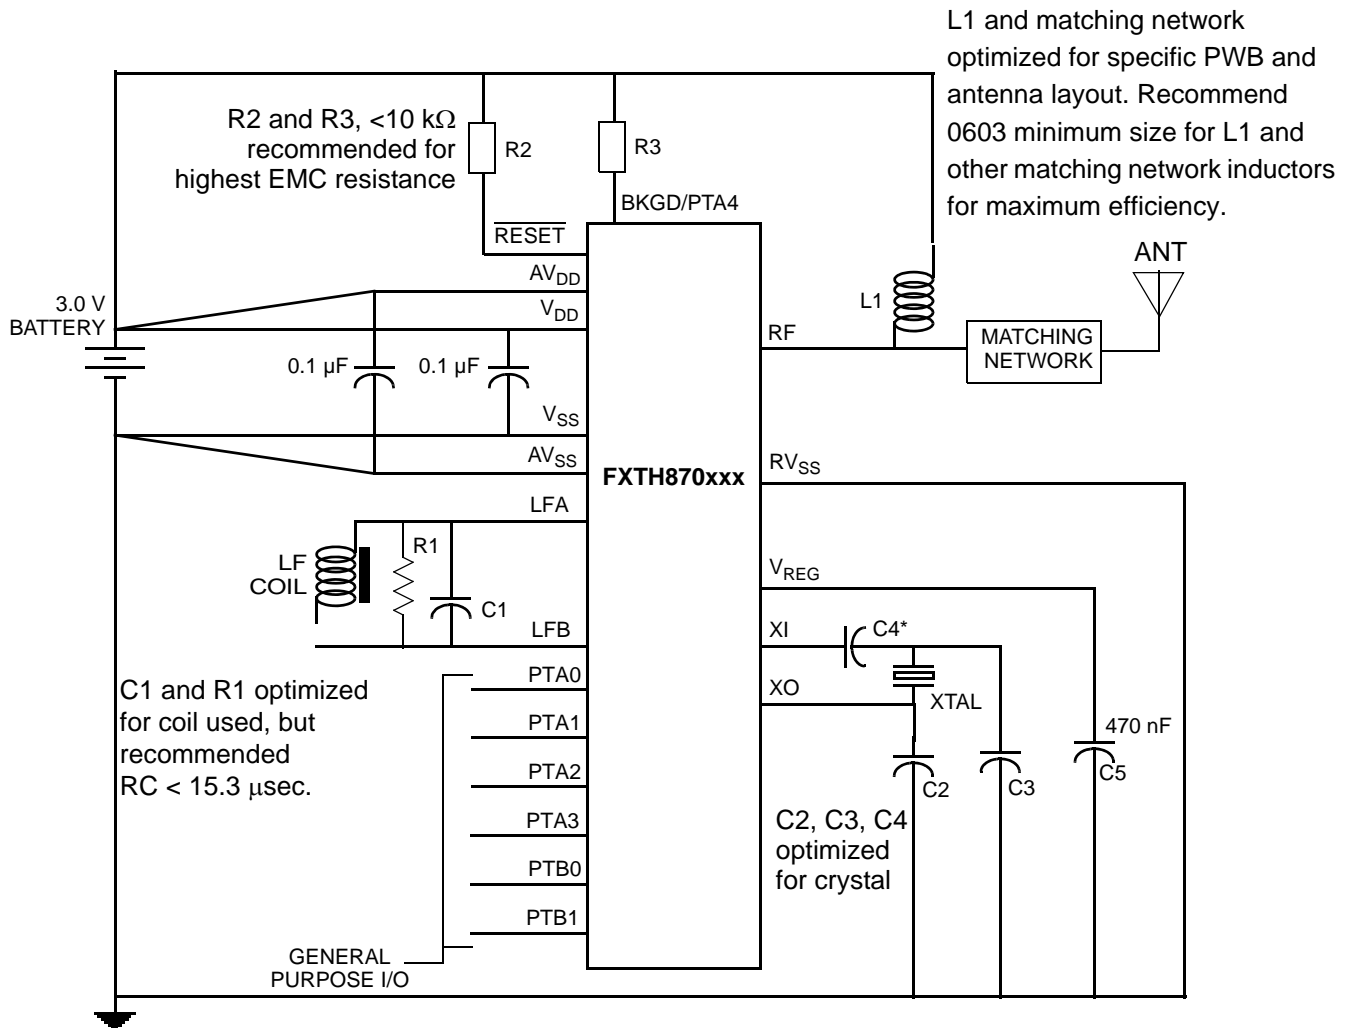 L1 and matching network
optimized for specific PWB and
antenna layout. Recommend
0603 minimum size for L1 and
other matching network inductors
for maximum efficiency.
R2 and R3, <10 kΩ
recommended for
highest EMC resistance
R2
R3
BKGD/PTA4
RESET
AVDD
VDD
3.0 V
BATTERY
0.1 µF
0.1 µF
VSS
AVSS
FXTH870xxx
RF
L1
ANT
MATCHING
NETWORK
RVSS
LFA
LF
COIL
R1
C1
LFB
VREG
XI
C4*
XO
XTAL
470 nF
C5
C2
C3
C1 and R1 optimized
for coil used, but
recommended
RC < 15.3 µsec.
PTA0
PTA1
PTA2
PTA3
PTB0
PTB1
C2, C3, C4
optimized
for crystal
GENERAL
PURPOSE I/O